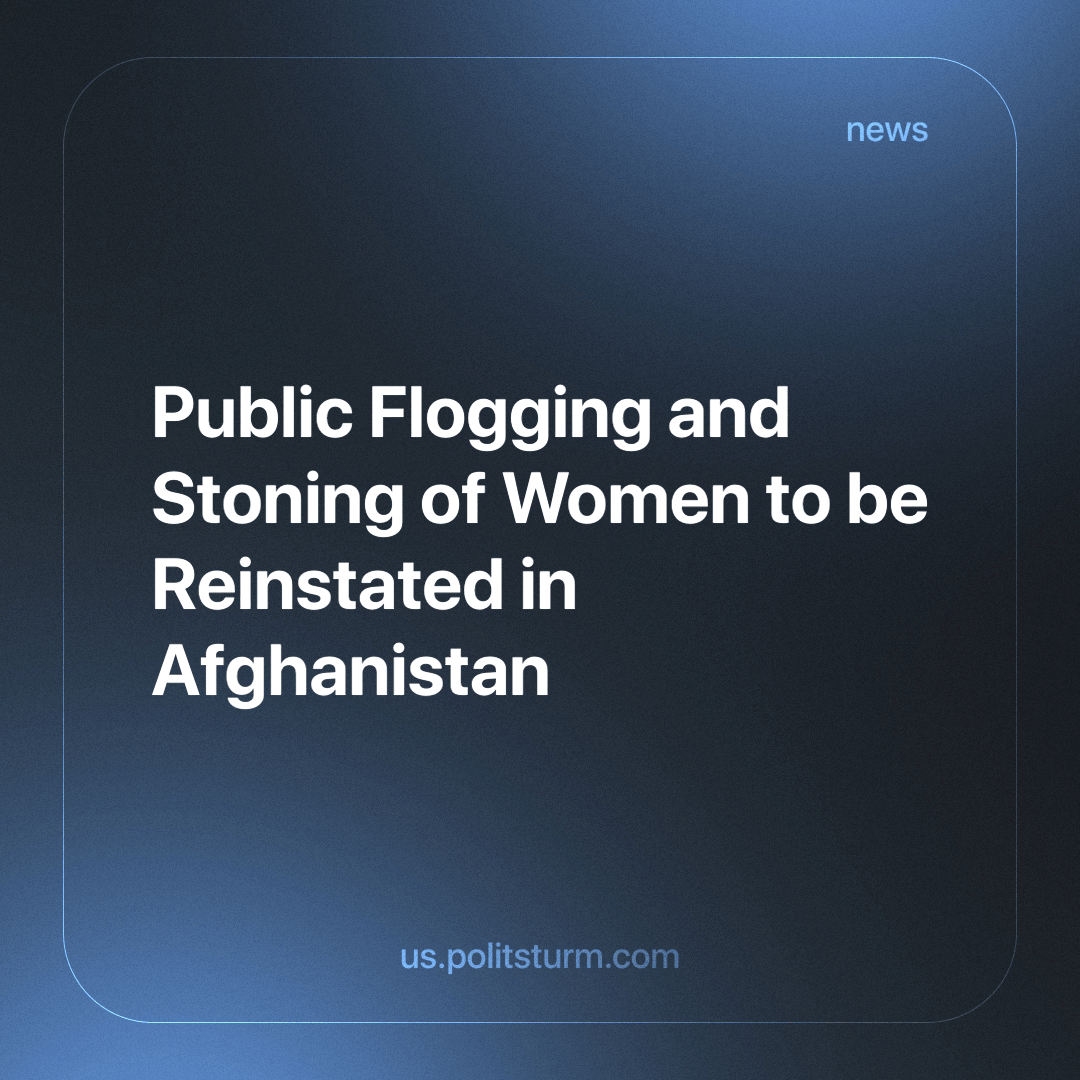 news
Public Flogging and
Stoning of Women to be
Reinstated in
Afghanistan
us.politsturm.com